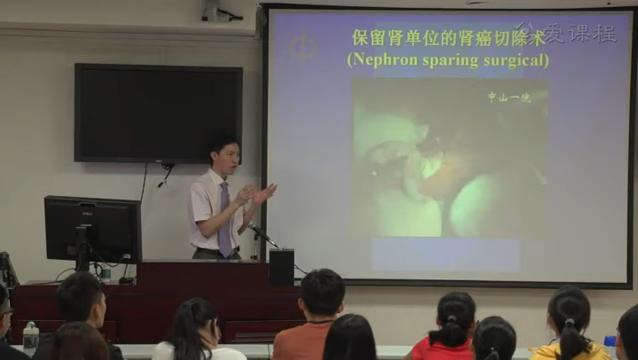 爱课程
保留肾单位的肾癌切除术
(Nephron sparing surgical)
中山一院